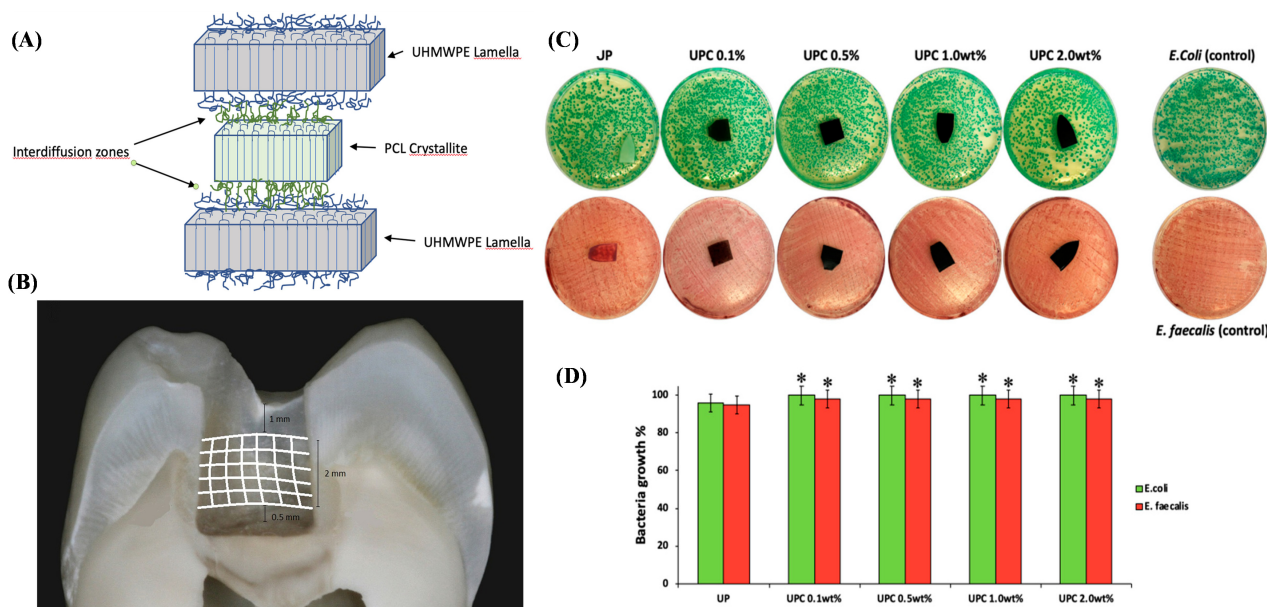 (A)
UHMWPE Lamella
Interdiffusion zones
PCL Crystallite
UHMWPE Lamella
(B)
1 mm
2 mm
0.5 mm
(C)
JP UPC 0.1% UPC 0.5% UPC 1.0wt% UPC 2.0wt% E.Coli (control)
E. faecalis (control)
(D)
* * * * * * * *
100
80
60
40
20
0
Bacteria growth %
UP UPC 0.1wt% UPC 0.5wt% UPC 1.0wt% UPC 2.0wt%
E.coli
E. faecalis